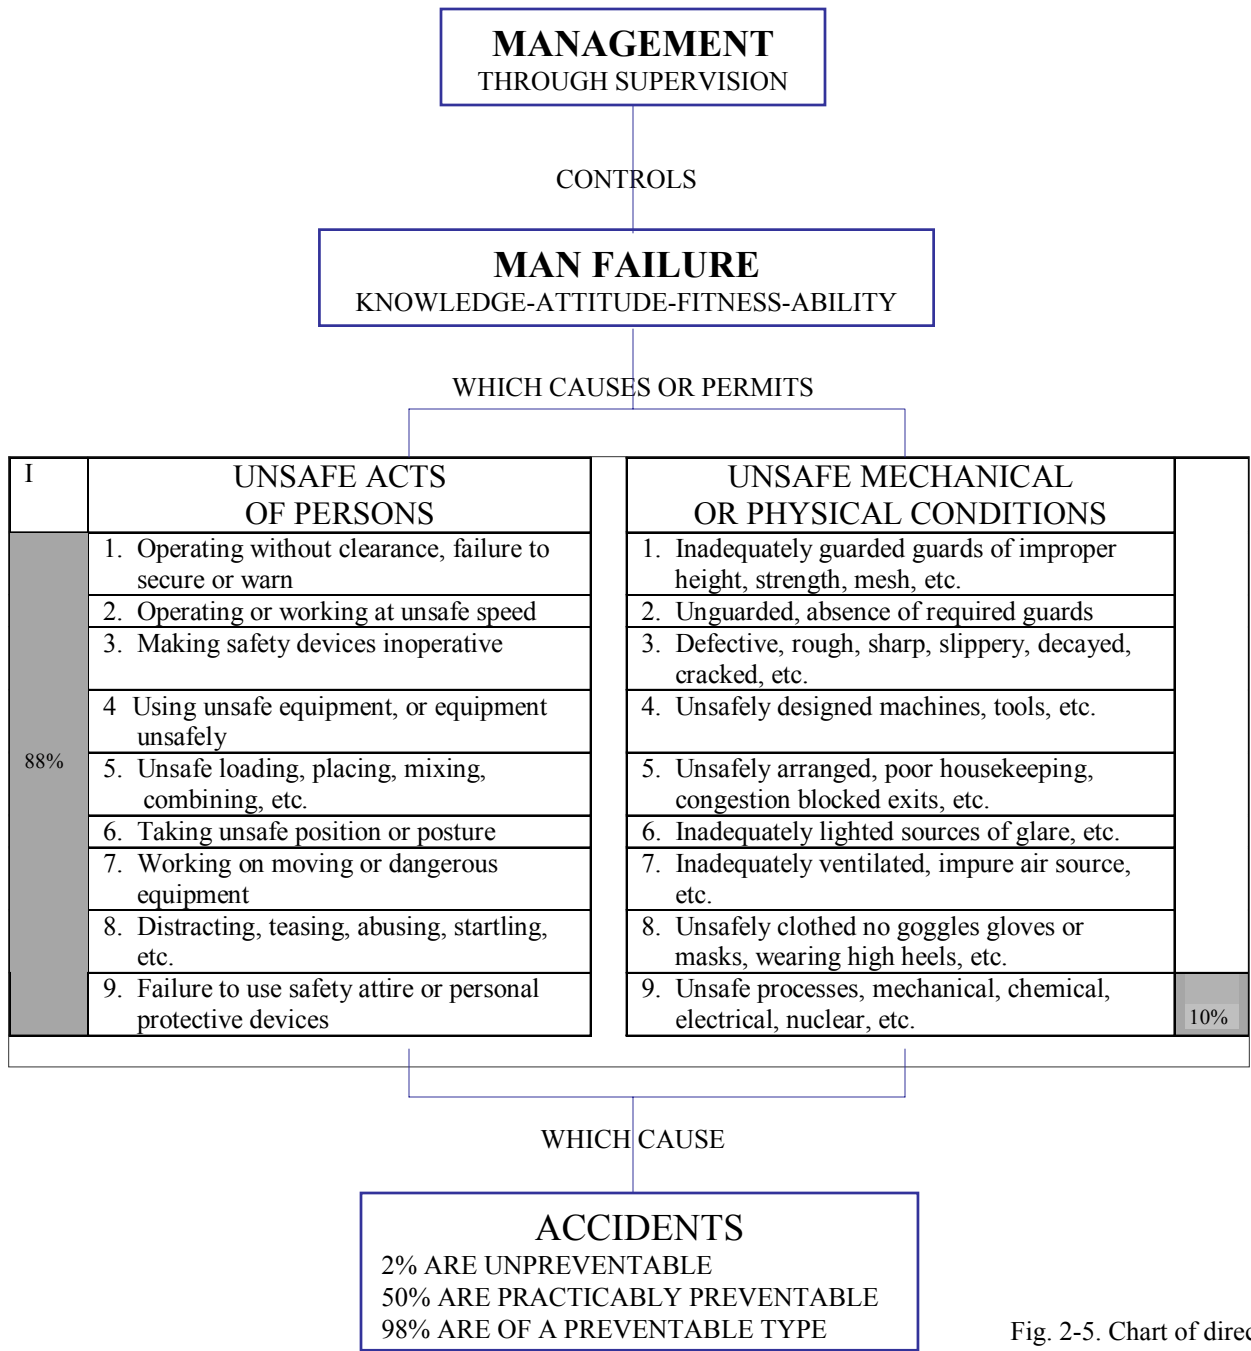 MANAGEMENT
THROUGH SUPERVISION
CONTROLS
MAN FAILURE
KNOWLEDGE-ATTITUDE-FITNESS-ABILITY
WHICH CAUSES OR PERMITS
I
UNSAFE ACTS
OF PERSONS
88%
1. Operating without clearance, failure to
secure or warn
2. Operating or working at unsafe speed
3. Making safety devices inoperative
4 Using unsafe equipment, or equipment
unsafely
5. Unsafe loading, placing, mixing,
combining, etc.
6. Taking unsafe position or posture
7. Working on moving or dangerous
equipment
8. Distracting, teasing, abusing, startling,
etc.
9. Failure to use safety attire or personal
protective devices
UNSAFE MECHANICAL
OR PHYSICAL CONDITIONS
1. Inadequately guarded guards of improper
height, strength, mesh, etc.
2. Unguarded, absence of required guards
3. Defective, rough, sharp, slippery, decayed,
cracked, etc.
4. Unsafely designed machines, tools, etc.
5. Unsafely arranged, poor housekeeping,
congestion blocked exits, etc.
6. Inadequately lighted sources of glare, etc.
7. Inadequately ventilated, impure air source,
etc.
8. Unsafely clothed no goggles gloves or
masks, wearing high heels, etc.
9. Unsafe processes, mechanical, chemical,
electrical, nuclear, etc.
10%
WHICH CAUSE
ACCIDENTS
2% ARE UNPREVENTABLE
50% ARE PRACTICABLY PREVENTABLE
98% ARE OF A PREVENTABLE TYPE
Fig. 2-5. Chart of direc